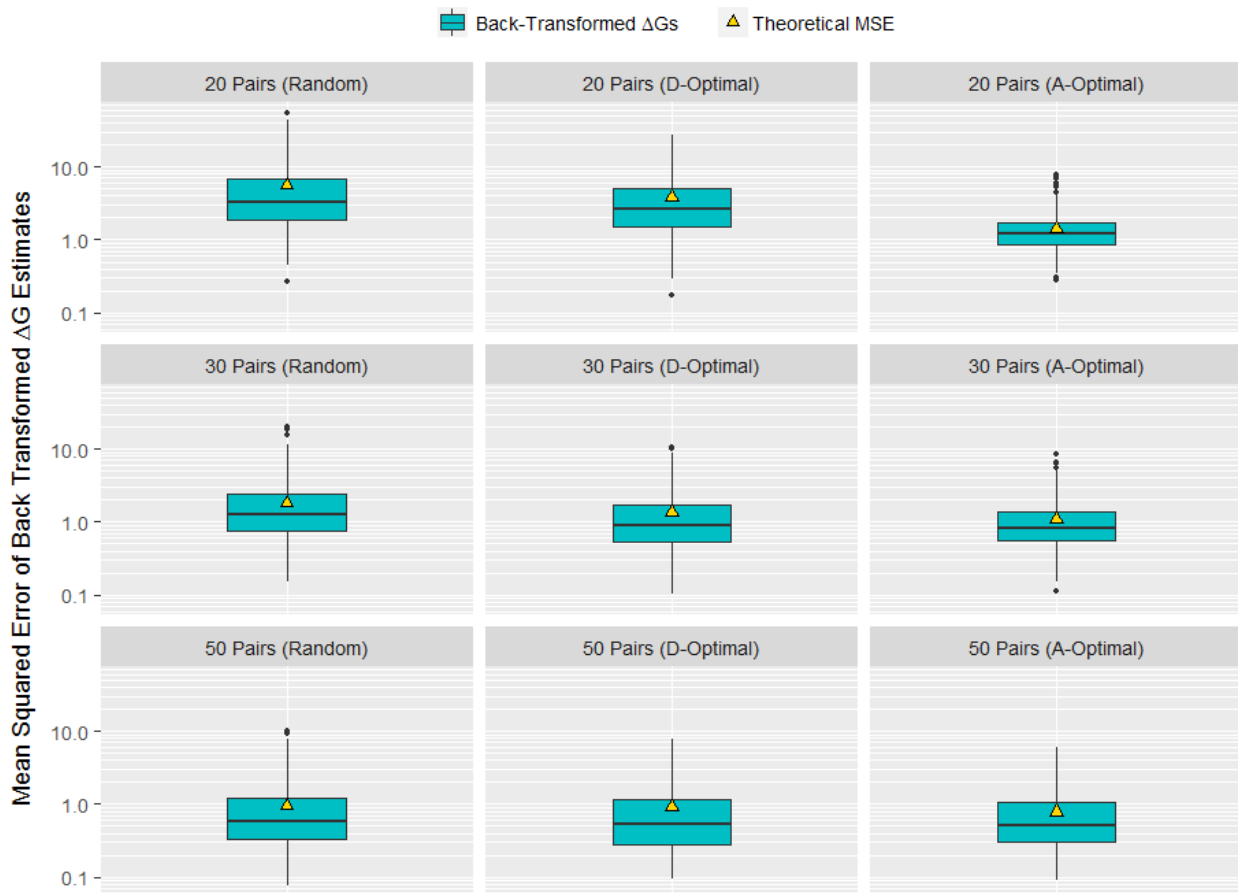 Back-Transformed ΔGs
Theoretical MSE
Mean Squared Error of Back Transformed ΔG Estimates
20 Pairs (Random)
20 Pairs (D-Optimal)
20 Pairs (A-Optimal)
10.0
1.0
0.1
30 Pairs (Random)
30 Pairs (D-Optimal)
30 Pairs (A-Optimal)
10.0
1.0
0.1
50 Pairs (Random)
50 Pairs (D-Optimal)
50 Pairs (A-Optimal)
10.0
1.0
0.1